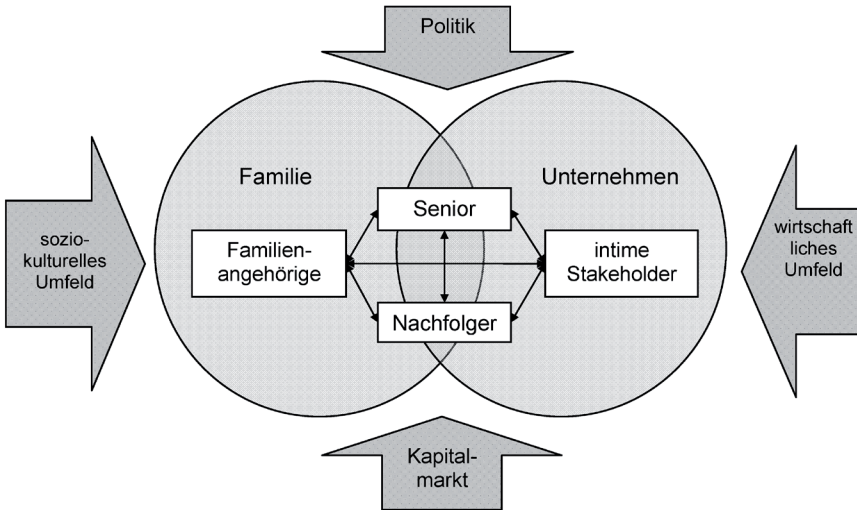 Politik
Familie
Unternehmen
Senior
sozio-
kulturelles
Umfeld
Familien-
angehörige
intime
Stakeholder
wirtschaft
liches
Umfeld
Nachfolger
Kapital-
markt